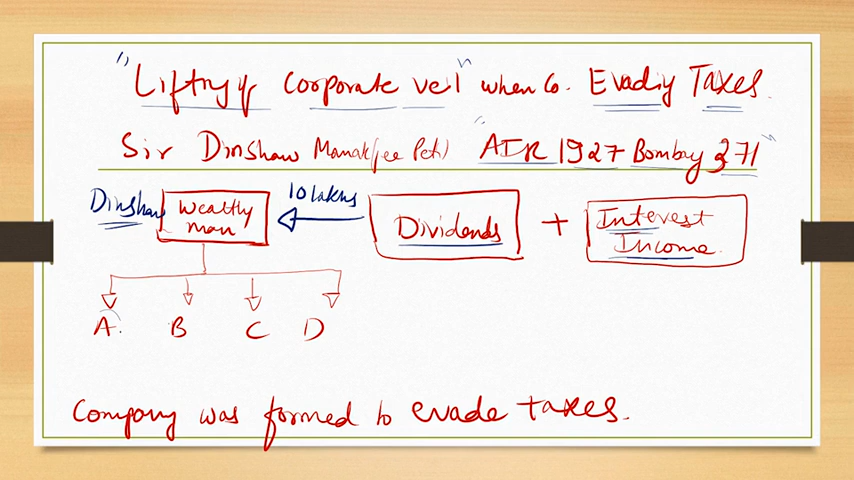 "Lifting of Corporate veil" when Co. Evading Taxes.
Sir Dinshaw Manakjee Petit "AIR 1927 Bombay 371"
Dinshaw Wealthy man 10 lakhs Dividends + Interest Income.
A. B C D
Company was formed to evade taxes.